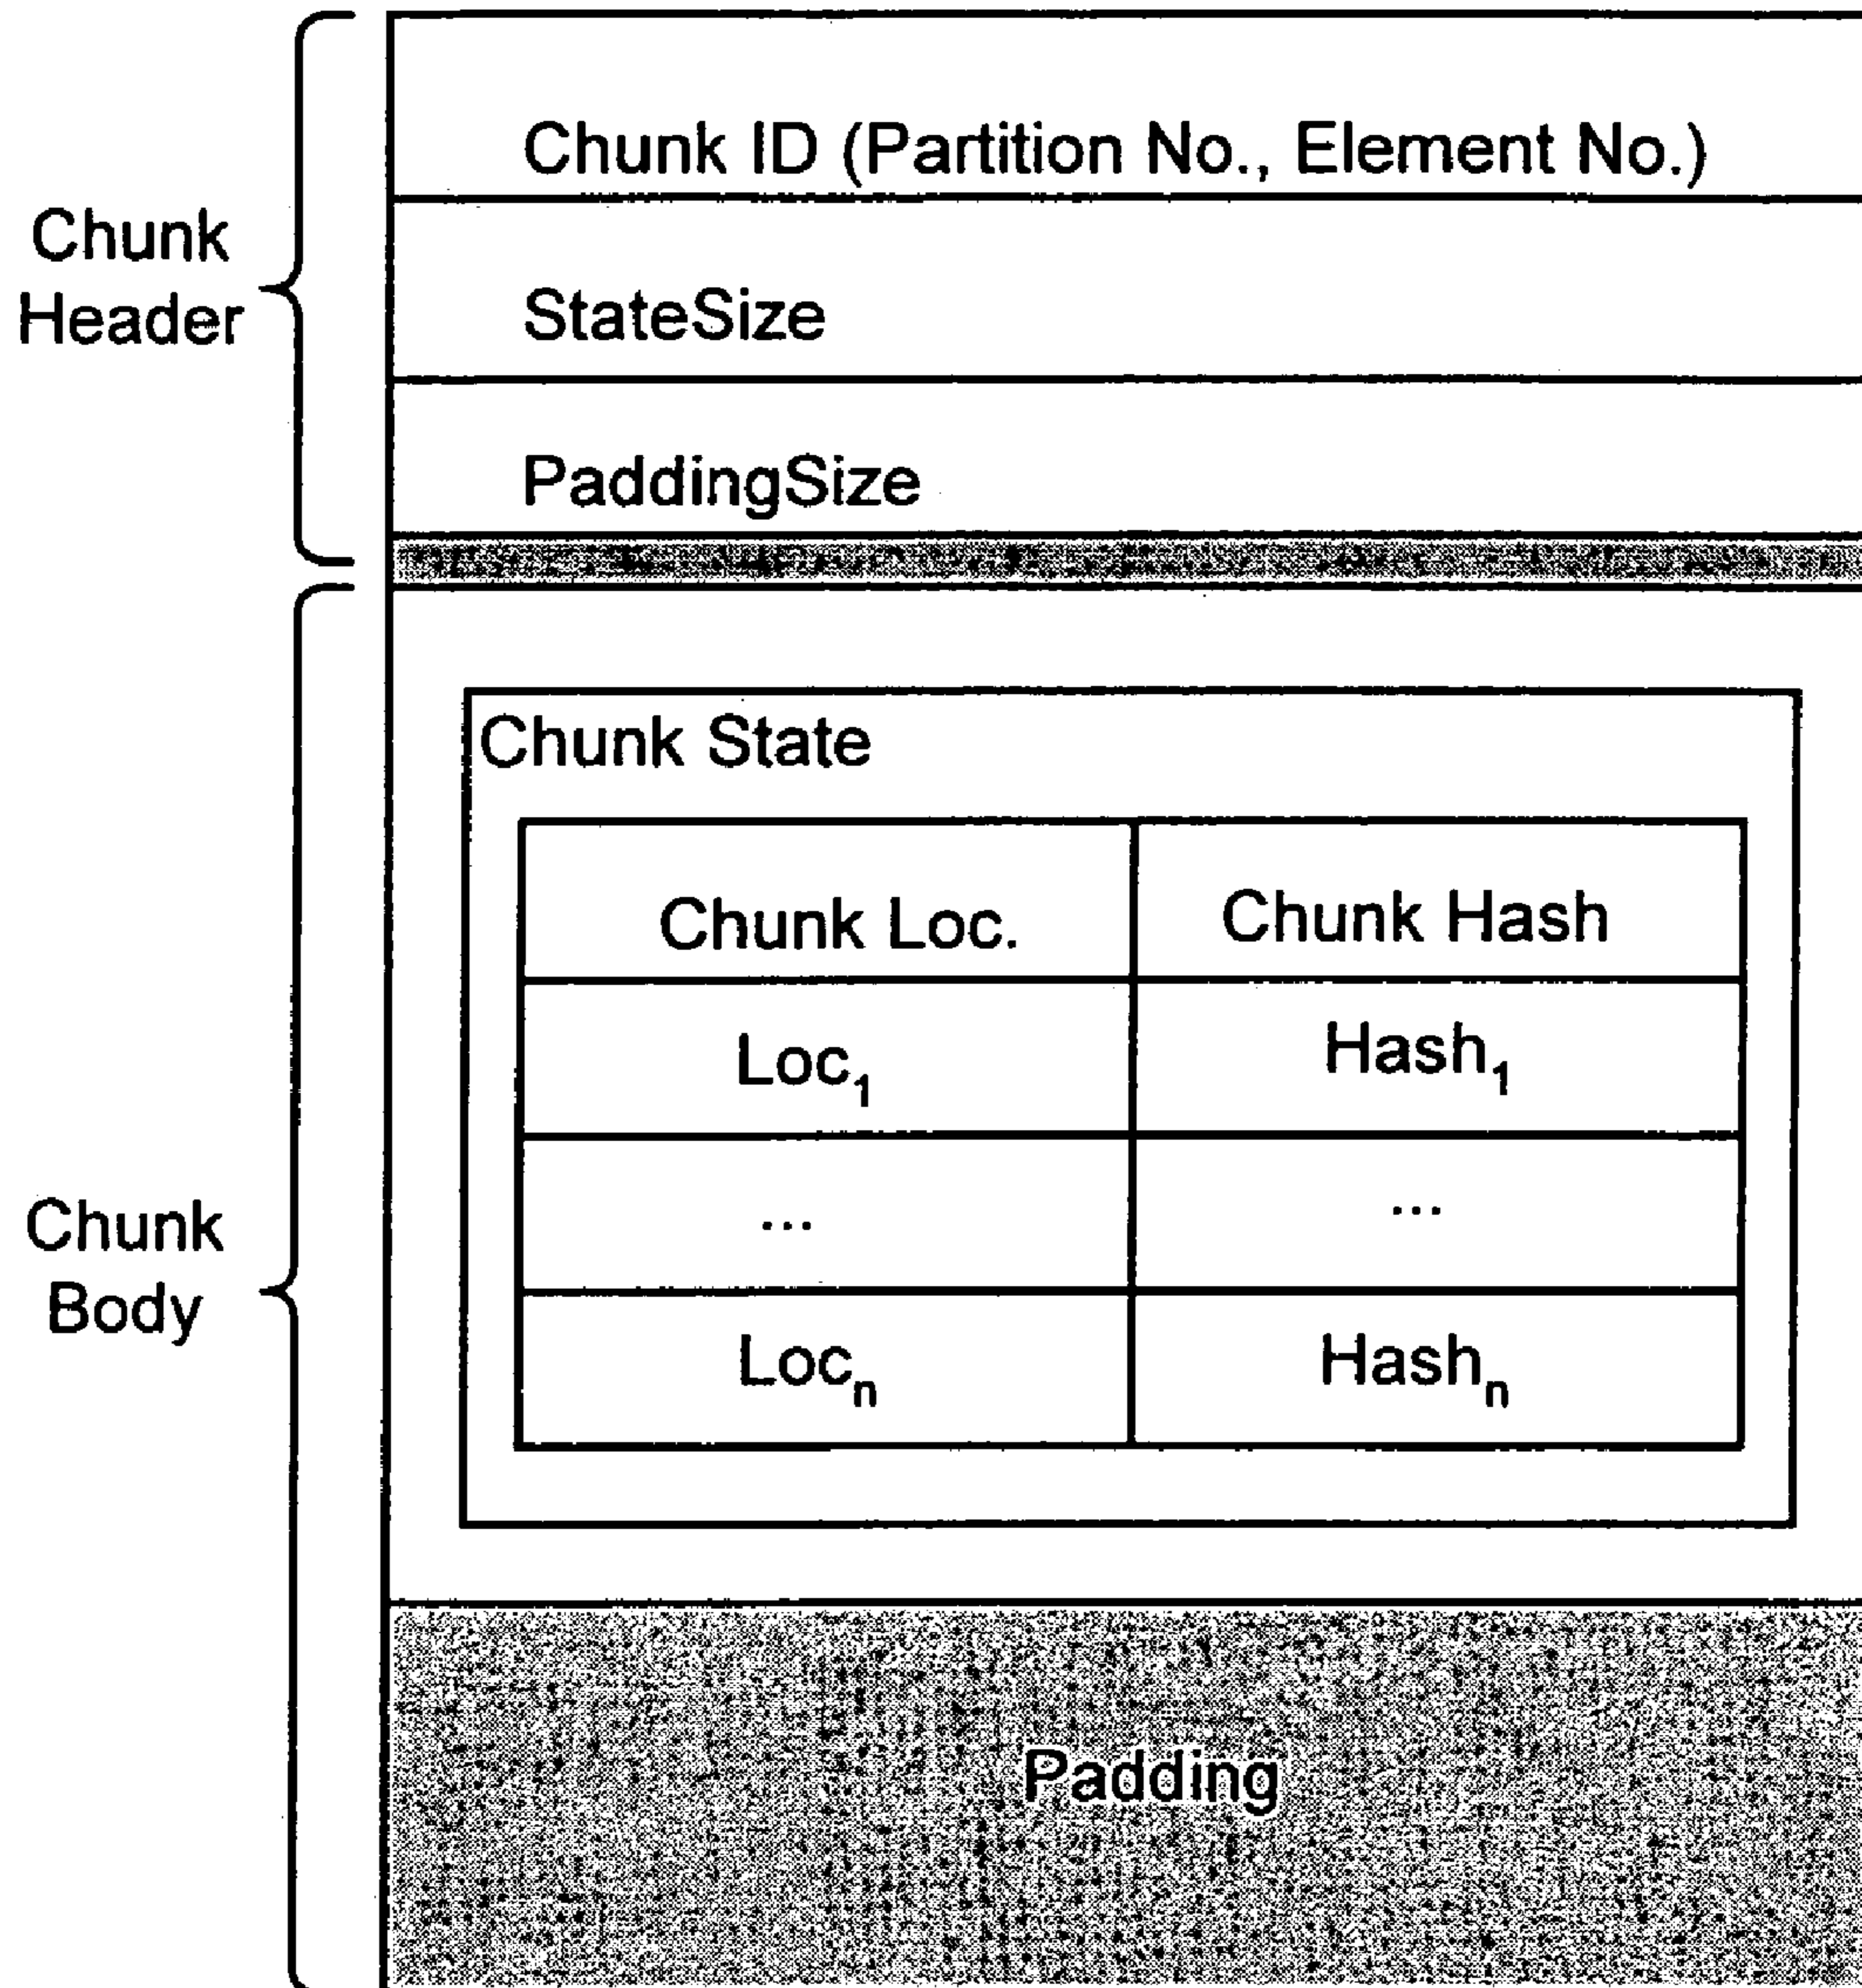 Chunk
Header
Chunk ID (Partition No., Element No.)
StateSize
PaddingSize
Chunk
Body
Chunk State
Chunk Loc. Chunk Hash
Loc₁ Hash₁
... ...
Locₙ Hashₙ
Padding